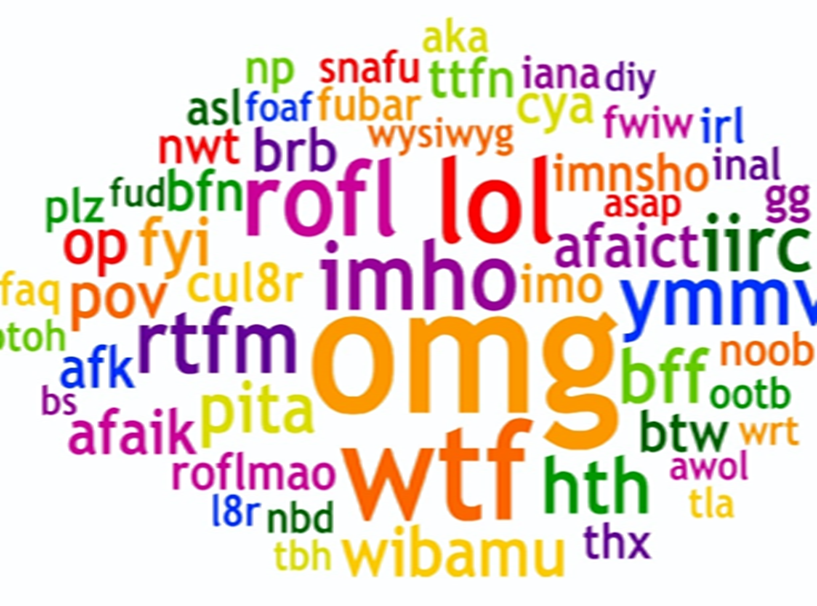 aka
np snafu ttfn iana diy
asl foaf fubar cya fwiw irl
nwt brb wysiwyg imnsho inal
plz fud bfn rofl lol asap gg
op fyi afaict iirc
faq pov cul8r imho imo ymmv
otoh rtfm omg noob
afk bff ootb
bs afaik pita btw wrt
roflmao wtf hth awol
l8r nbd tla
tbh wibamu thx